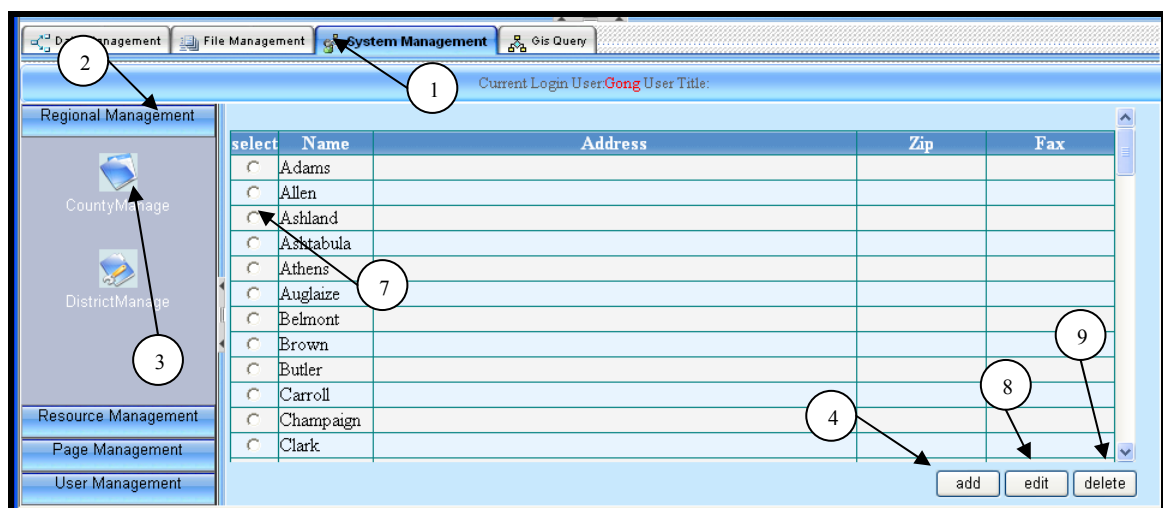 Data Management File Management System Management Gis Query
2
1
Current Login User:Gong User Title:
Regional Management
select Name Address Zip Fax
Adams
Allen
CountyManage
Ashland
Ashtabula
Athens
7
Auglaize
DistrictManage
Belmont
9
Brown
3
Butler
8
Carroll
Resource Management
Champaign
4
Clark
Page Management
User Management
add edit delete